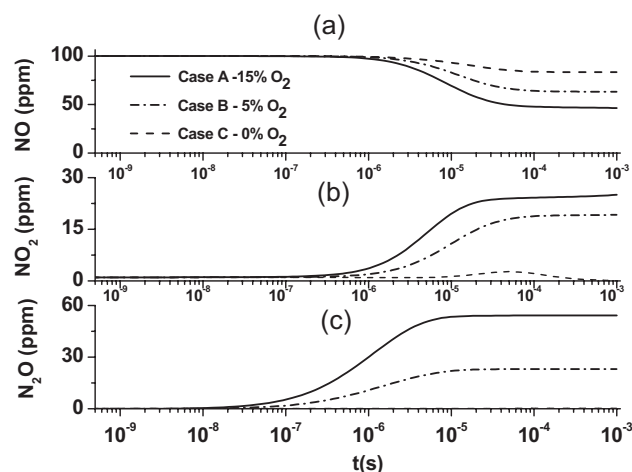 (a)
NO (ppm)
100
50
0
Case A -15% O₂
Case B - 5% O₂
Case C - 0% O₂
10⁻⁹ 10⁻⁸ 10⁻⁷ 10⁻⁶ 10⁻⁵ 10⁻⁴ 10⁻³
(b)
NO₂ (ppm)
30
15
0
10⁻⁹ 10⁻⁸ 10⁻⁷ 10⁻⁶ 10⁻⁵ 10⁻⁴ 10⁻³
(c)
N₂O (ppm)
60
30
0
10⁻⁹ 10⁻⁸ 10⁻⁷ 10⁻⁶ 10⁻⁵ 10⁻⁴ 10⁻³
t(s)